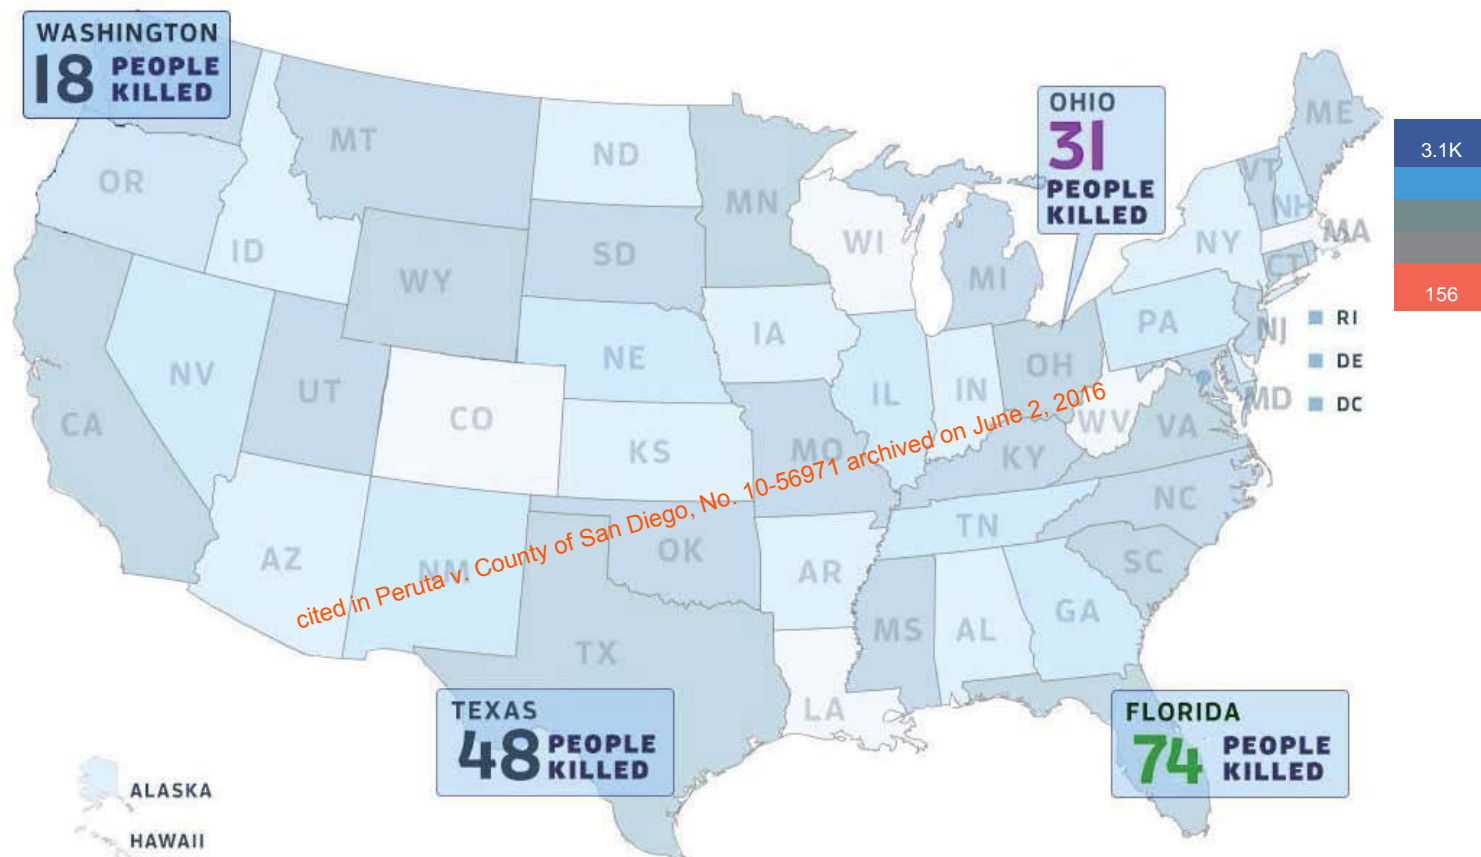 WASHINGTON
18 PEOPLE
KILLED
OHIO
31
PEOPLE
KILLED
3.1K
156
MT
ND
MN
ME
VT
NH
MA
OR
ID
WY
SD
WI
MI
NY
CT
RI
NV
UT
NE
IA
PA
NJ
DE
CA
CO
KS
IL
IN
OH
MD
DC
MO
KY
WV
VA
AZ
NM
OK
AR
TN
NC
SC
TX
LA
MS
AL
GA
cited in Peruta v. County of San Diego, No. 10-56971 archived on June 2, 2016
TEXAS
48 PEOPLE
KILLED
FLORIDA
74 PEOPLE
KILLED
ALASKA
HAWAII